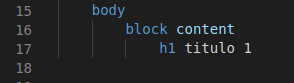 15 body
16 block content
17 h1 titulo 1
18